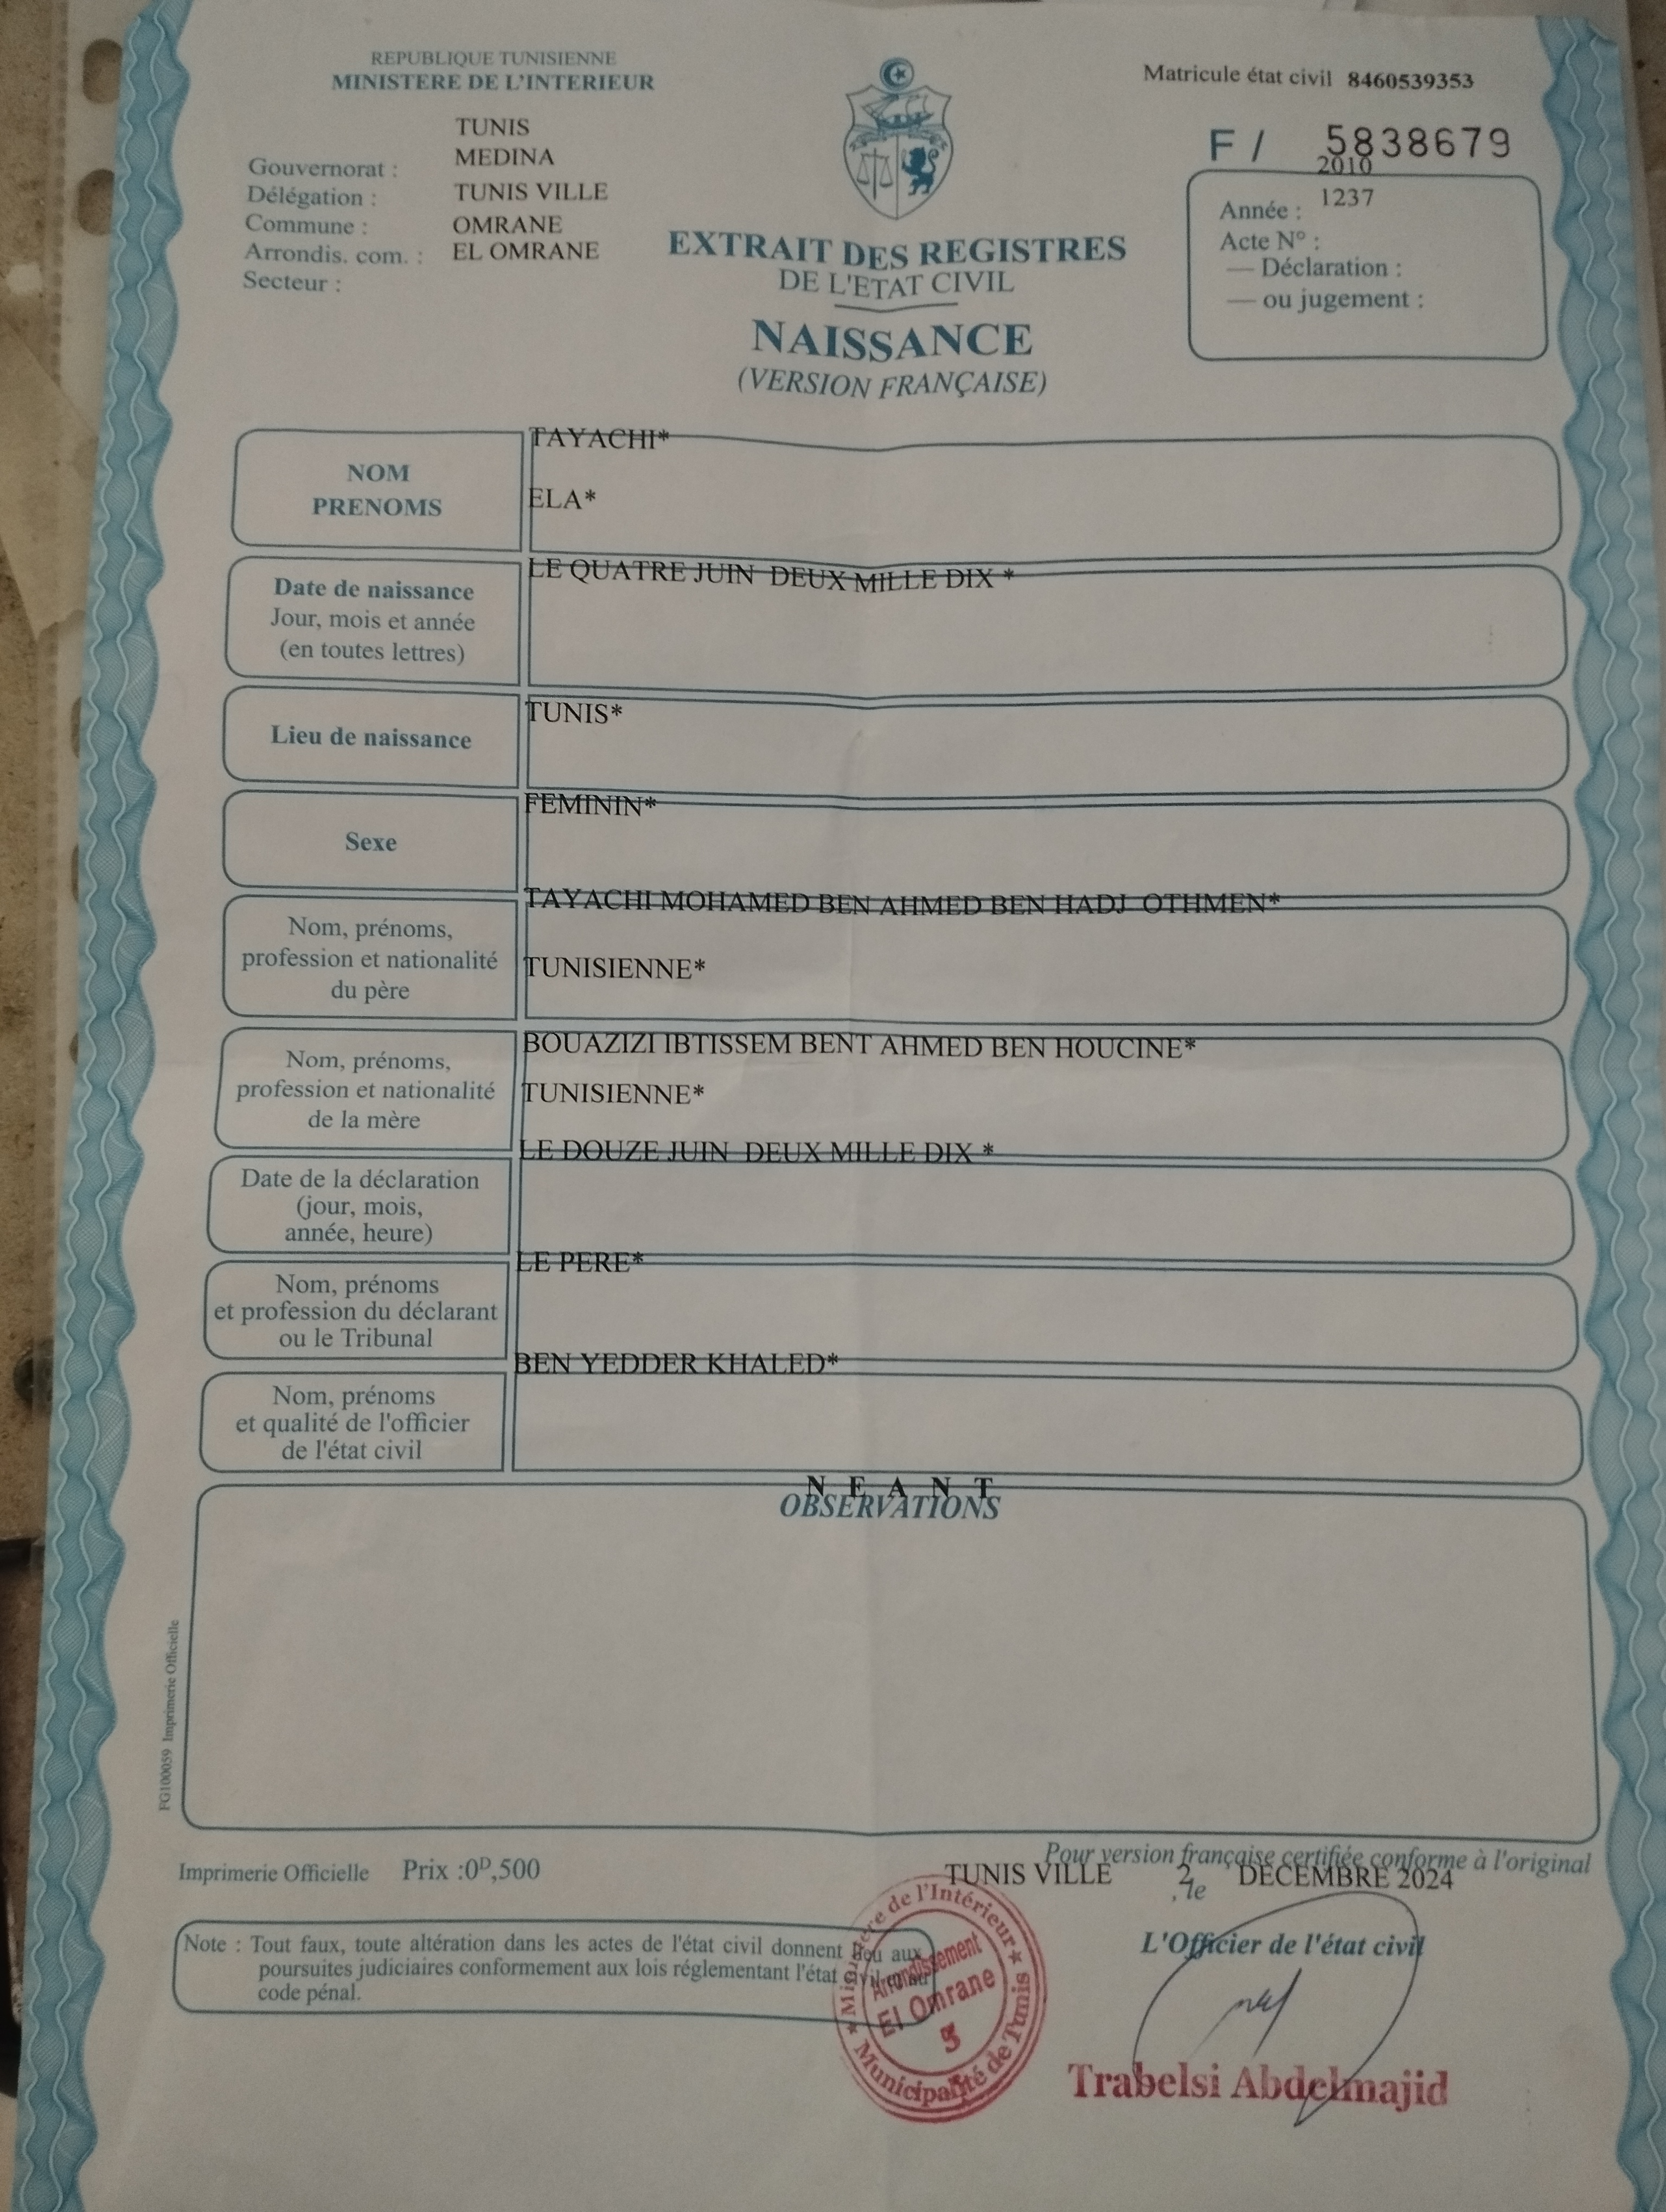 REPUBLIQUE TUNISIENNE
MINISTERE DE L'INTERIEUR
Matricule état civil 8460539353
F / 5838679
TUNIS
Gouvernorat : MEDINA
Délégation : TUNIS VILLE
Commune : OMRANE
Arrondis. com. : EL OMRANE
Secteur :
2010
Année : 1237
Acte N° :
— Déclaration :
— ou jugement :
EXTRAIT DES REGISTRES
DE L'ETAT CIVIL
NAISSANCE
(VERSION FRANÇAISE)
NOM
PRENOMS
TAYACHI*
ELA*
Date de naissance
Jour, mois et année
(en toutes lettres)
LE QUATRE JUIN DEUX MILLE DIX *
Lieu de naissance
TUNIS*
Sexe
FEMININ*
Nom, prénoms,
profession et nationalité
du père
TAYACHI MOHAMED BEN AHMED BEN HADJ OTHMEN*
TUNISIENNE*
Nom, prénoms,
profession et nationalité
de la mère
BOUAZIZI IBTISSEM BENT AHMED BEN HOUCINE*
TUNISIENNE*
Date de la déclaration
(jour, mois,
année, heure)
LE DOUZE JUIN DEUX MILLE DIX *
Nom, prénoms
et profession du déclarant
ou le Tribunal
LE PERE*
Nom, prénoms
et qualité de l'officier
de l'état civil
BEN YEDDER KHALED*
N E A N T
OBSERVATIONS
FG100059 Imprimerie Officielle
Imprimerie Officielle Prix :0ᴰ,500
Pour version française certifiée conforme à l'original
TUNIS VILLE , le 2 DECEMBRE 2024
L'Officier de l'état civil
Note : Tout faux, toute altération dans les actes de l'état civil donnent lieu aux
poursuites judiciaires conformement aux lois réglementant l'état civil
code pénal.
Ministère de l'Intérieur
Arrondissement
El Omrane
Municipalité de Tunis
Trabelsi Abdelmajid